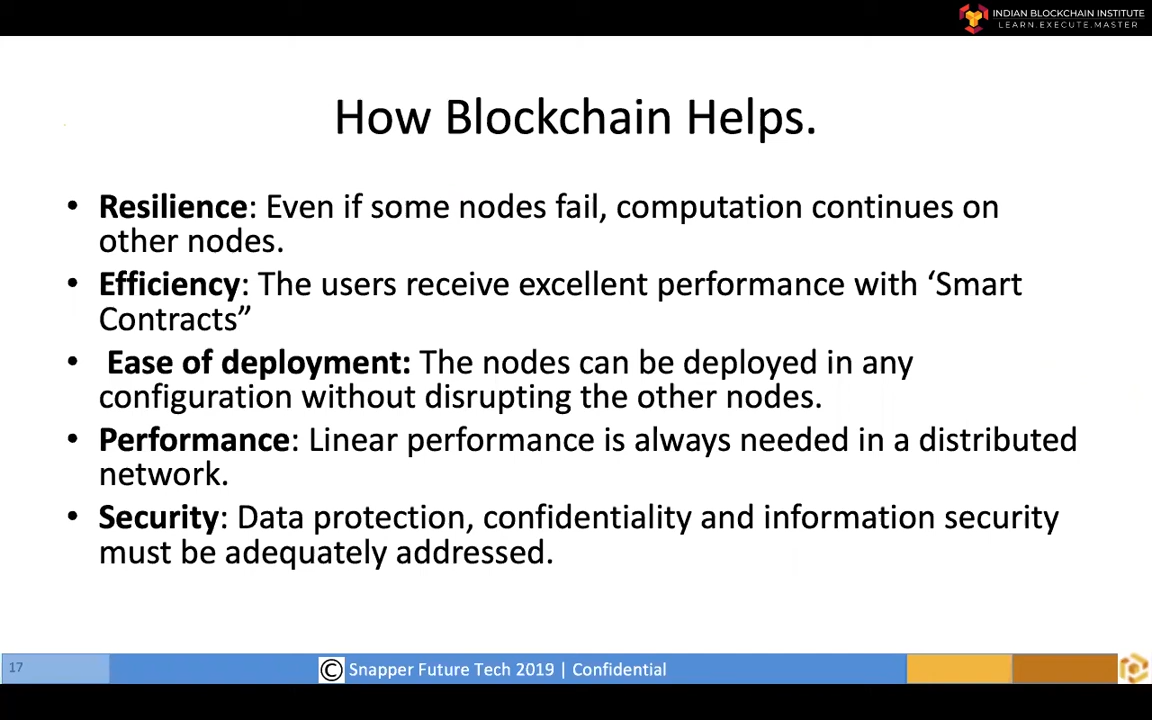 INDIAN BLOCKCHAIN INSTITUTE
LEARN.EXECUTE.MASTER
How Blockchain Helps.
• Resilience: Even if some nodes fail, computation continues on
other nodes.
• Efficiency: The users receive excellent performance with ‘Smart
Contracts”
• Ease of deployment: The nodes can be deployed in any
configuration without disrupting the other nodes.
• Performance: Linear performance is always needed in a distributed
network.
• Security: Data protection, confidentiality and information security
must be adequately addressed.
17
© Snapper Future Tech 2019 | Confidential